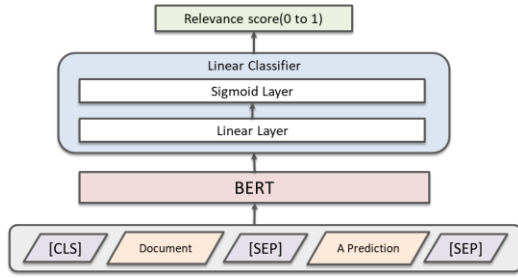 Relevance score(0 to 1)
Linear Classifier
Sigmoid Layer
Linear Layer
BERT
[CLS] Document [SEP] A Prediction [SEP]